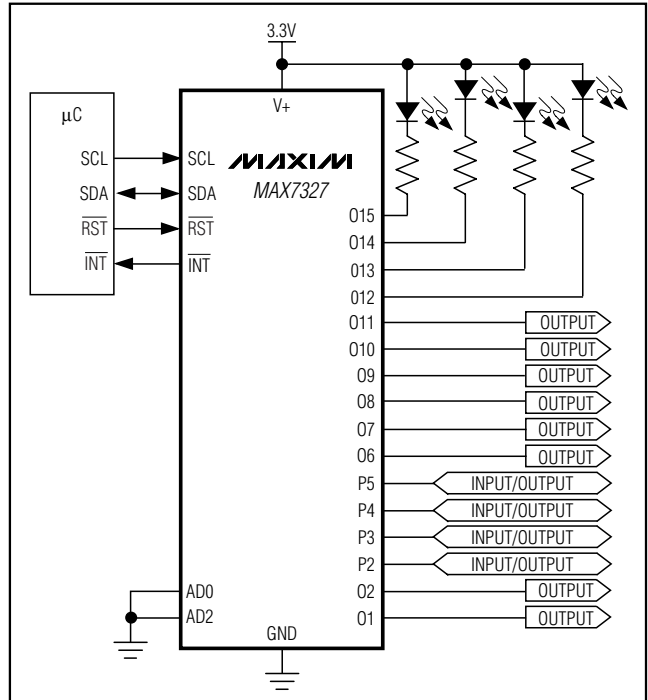 3.3V
μC
V+
SCL
SCL
MAXIM
SDA
SDA
MAX7327
RST
RST
INT
INT
O15
O14
O13
O12
O11
OUTPUT
O10
OUTPUT
O9
OUTPUT
O8
OUTPUT
O7
OUTPUT
O6
OUTPUT
P5
INPUT/OUTPUT
P4
INPUT/OUTPUT
P3
INPUT/OUTPUT
P2
INPUT/OUTPUT
AD0
O2
OUTPUT
AD2
O1
OUTPUT
GND